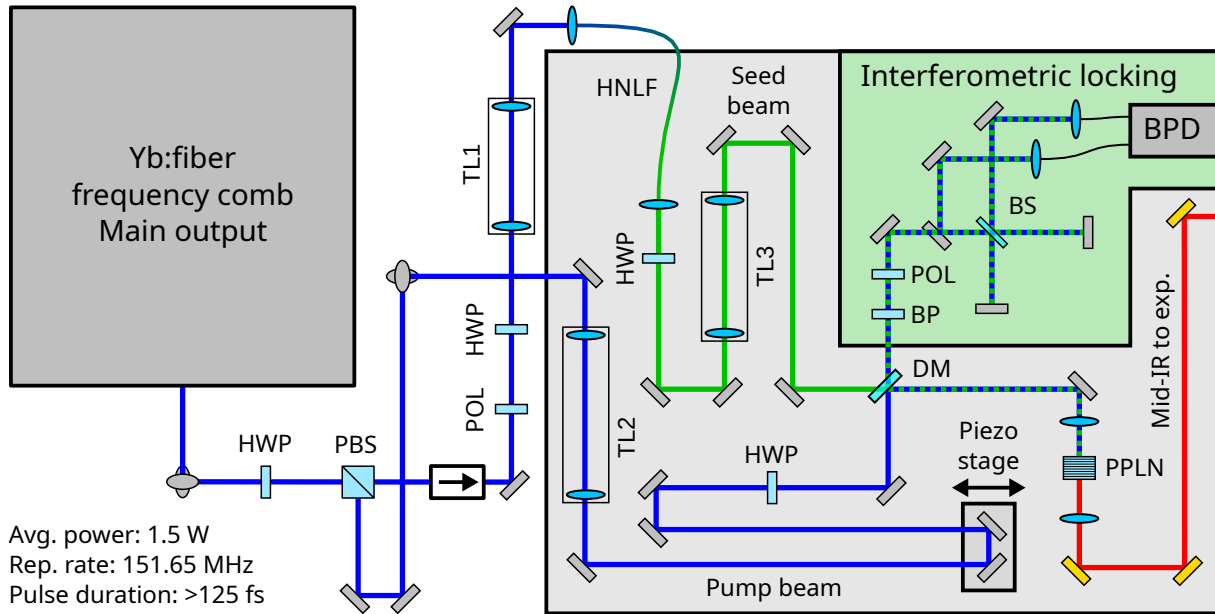 Yb:fiber
frequency comb
Main output
HWP
PBS
Avg. power: 1.5 W
Rep. rate: 151.65 MHz
Pulse duration: >125 fs
TL1
HWP
POL
HNLF
Seed
beam
HWP
TL3
TL2
Interferometric locking
BPD
BS
POL
BP
DM
HWP
Piezo
stage
PPLN
Mid-IR to exp.
Pump beam